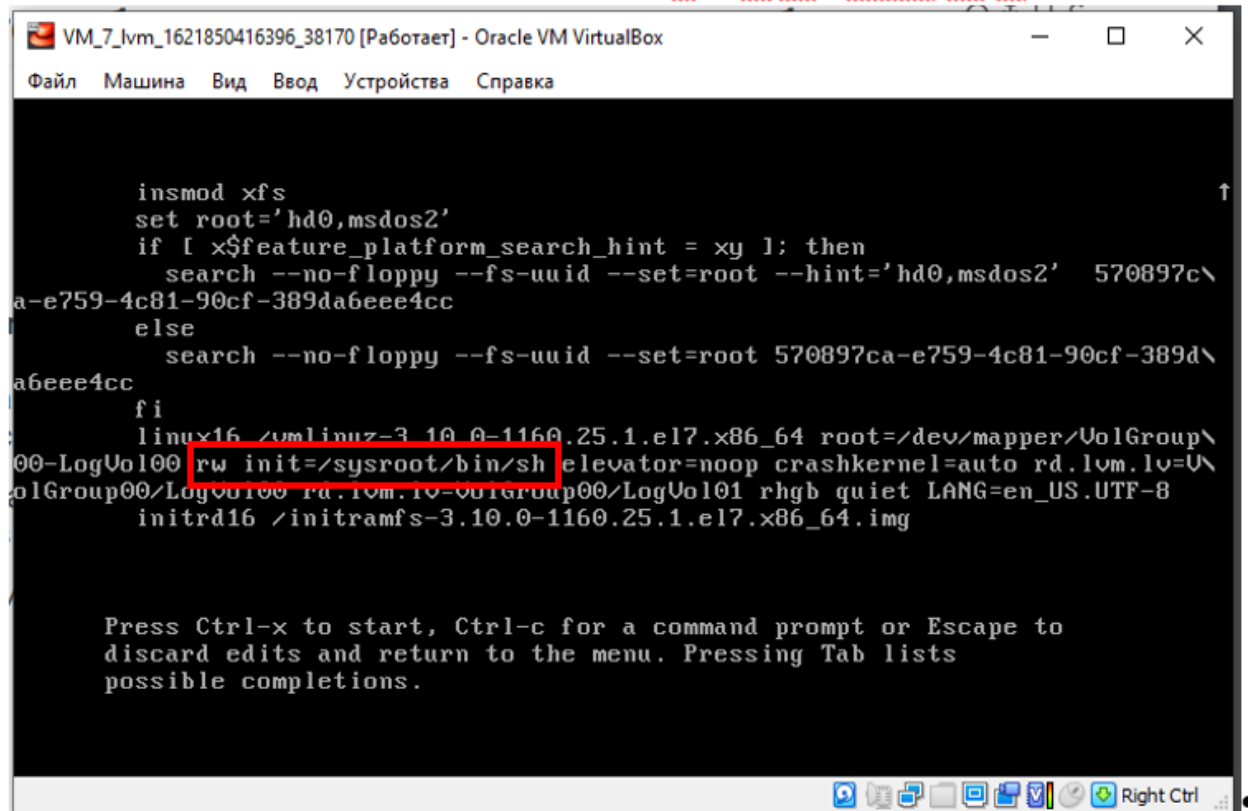 VM_7_lvm_1621850416396_38170 [Работает] - Oracle VM VirtualBox
Файл Машина Вид Ввод Устройства Справка
insmod xfs
set root='hd0,msdos2'
if [ x$feature_platform_search_hint = xy ]; then
search --no-floppy --fs-uuid --set=root --hint='hd0,msdos2' 570897c\
a-e759-4c81-90cf-389da6eee4cc
else
search --no-floppy --fs-uuid --set=root 570897ca-e759-4c81-90cf-389d\
a6eee4cc
fi
linux16 /vmlinuz-3.10.0-1160.25.1.el7.x86_64 root=/dev/mapper/VolGroup\
00-LogVol00 rw init=/sysroot/bin/sh elevator=noop crashkernel=auto rd.lvm.lv=V\
olGroup00/LogVol00 rd.lvm.lv=VolGroup00/LogVol01 rhgb quiet LANG=en_US.UTF-8
initrd16 /initramfs-3.10.0-1160.25.1.el7.x86_64.img
Press Ctrl-x to start, Ctrl-c for a command prompt or Escape to
discard edits and return to the menu. Pressing Tab lists
possible completions.
Right Ctrl